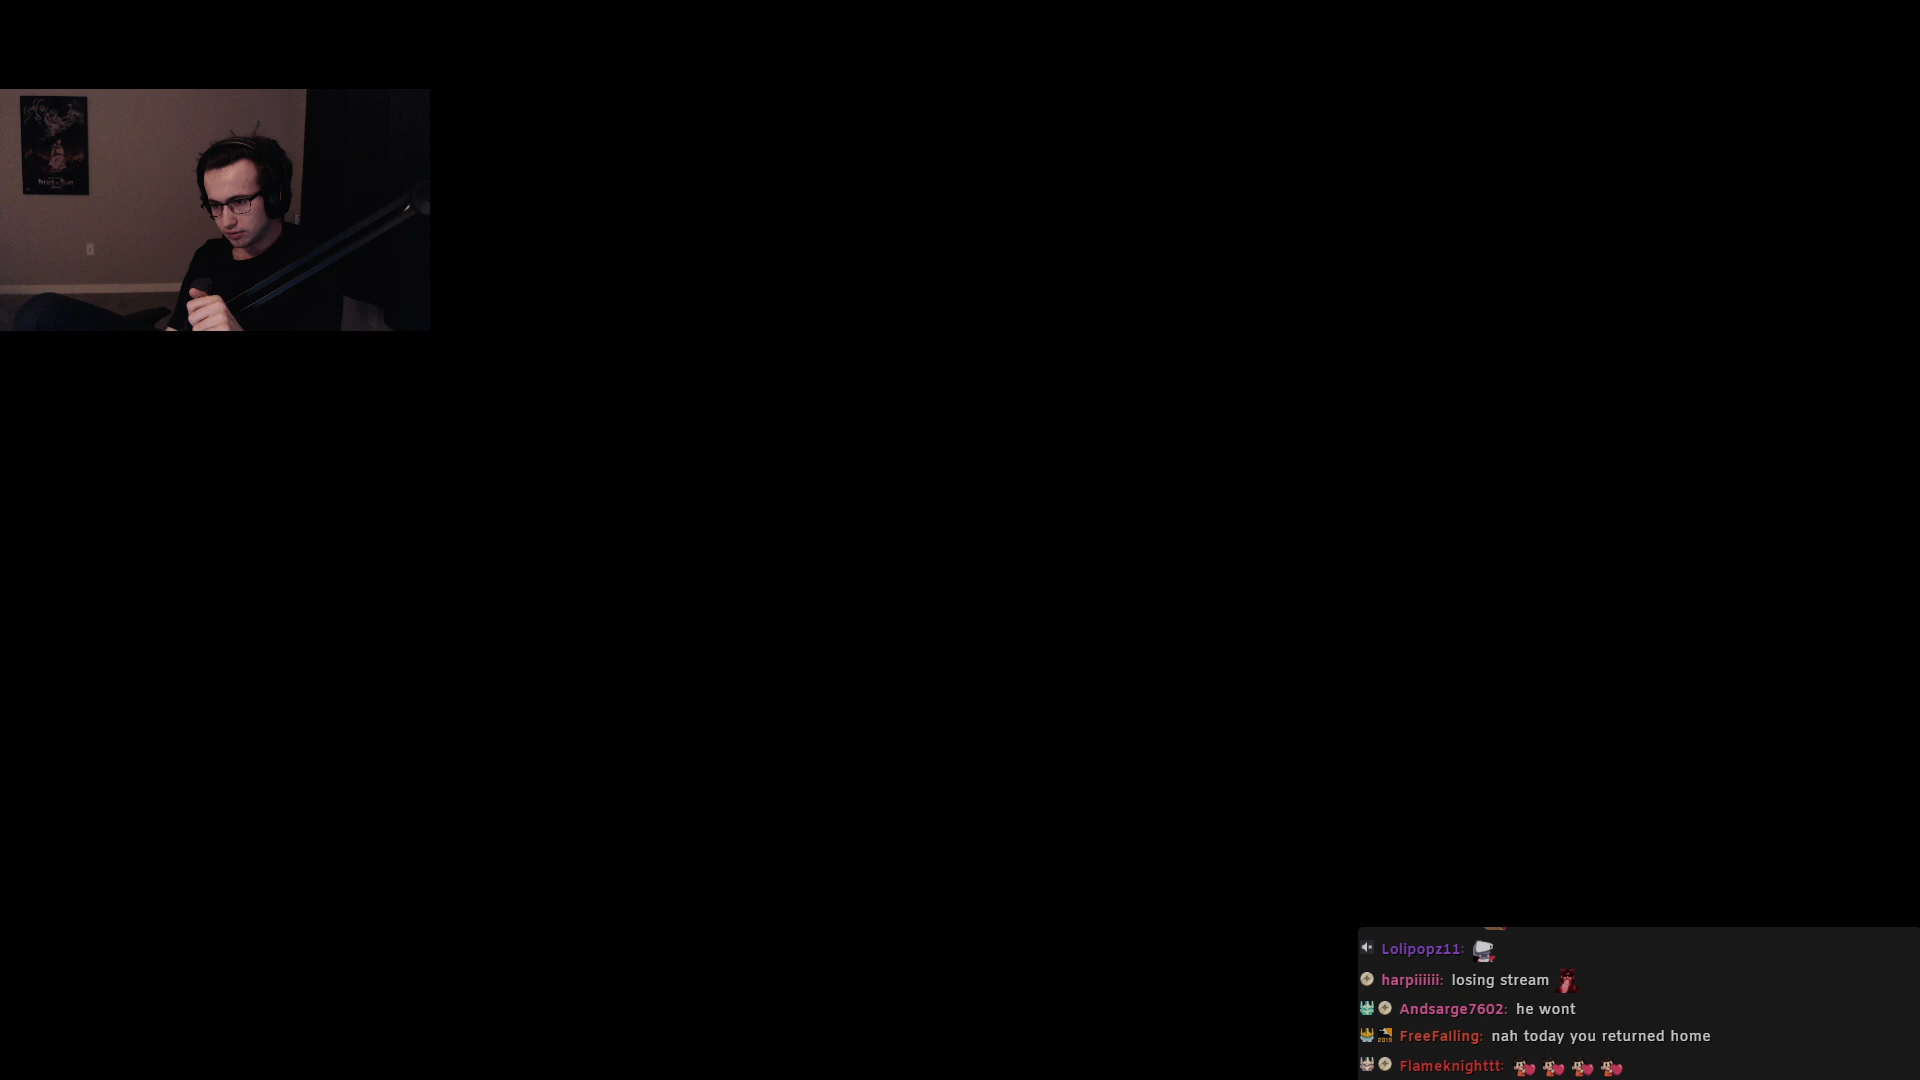 Lolipopz11:
harpiiiiii: losing stream
Andsarge7602: he wont
FreeFalling: nah today you returned home
Flameknighttt: